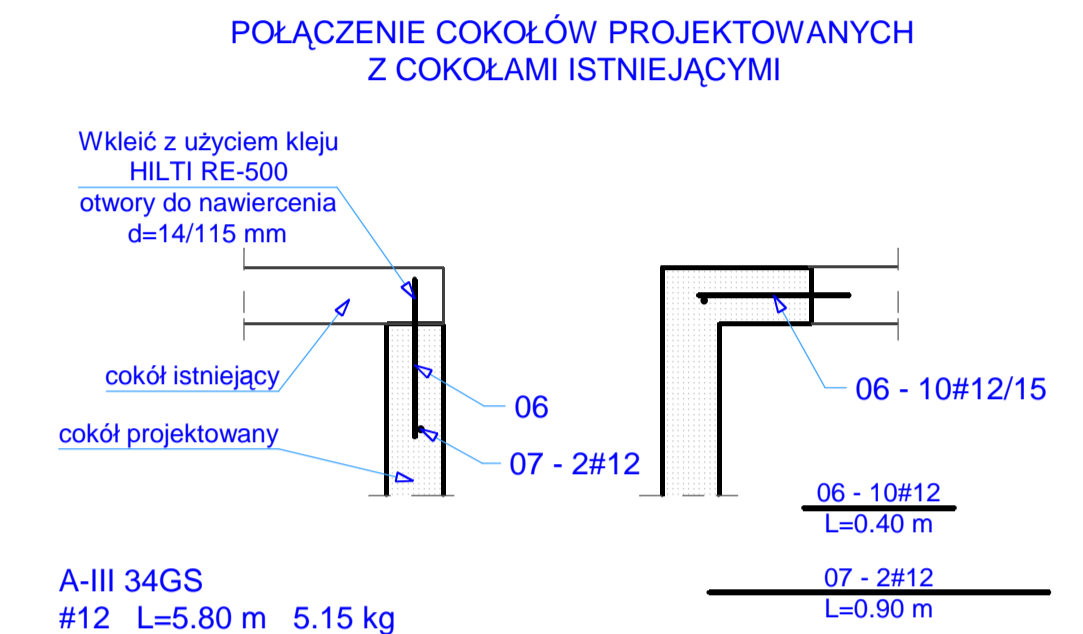 POŁĄCZENIE COKOŁÓW PROJEKTOWANYCH
Z COKOŁAMI ISTNIEJĄCYMI
Wkleić z użyciem kleju
HILTI RE-500
otwory do nawiercenia
d=14/115 mm
cokół istniejący
cokół projektowany
06
07 - 2#12
06 - 10#12/15
06 - 10#12
L=0.40 m
07 - 2#12
L=0.90 m
A-III 34GS
#12 L=5.80 m 5.15 kg